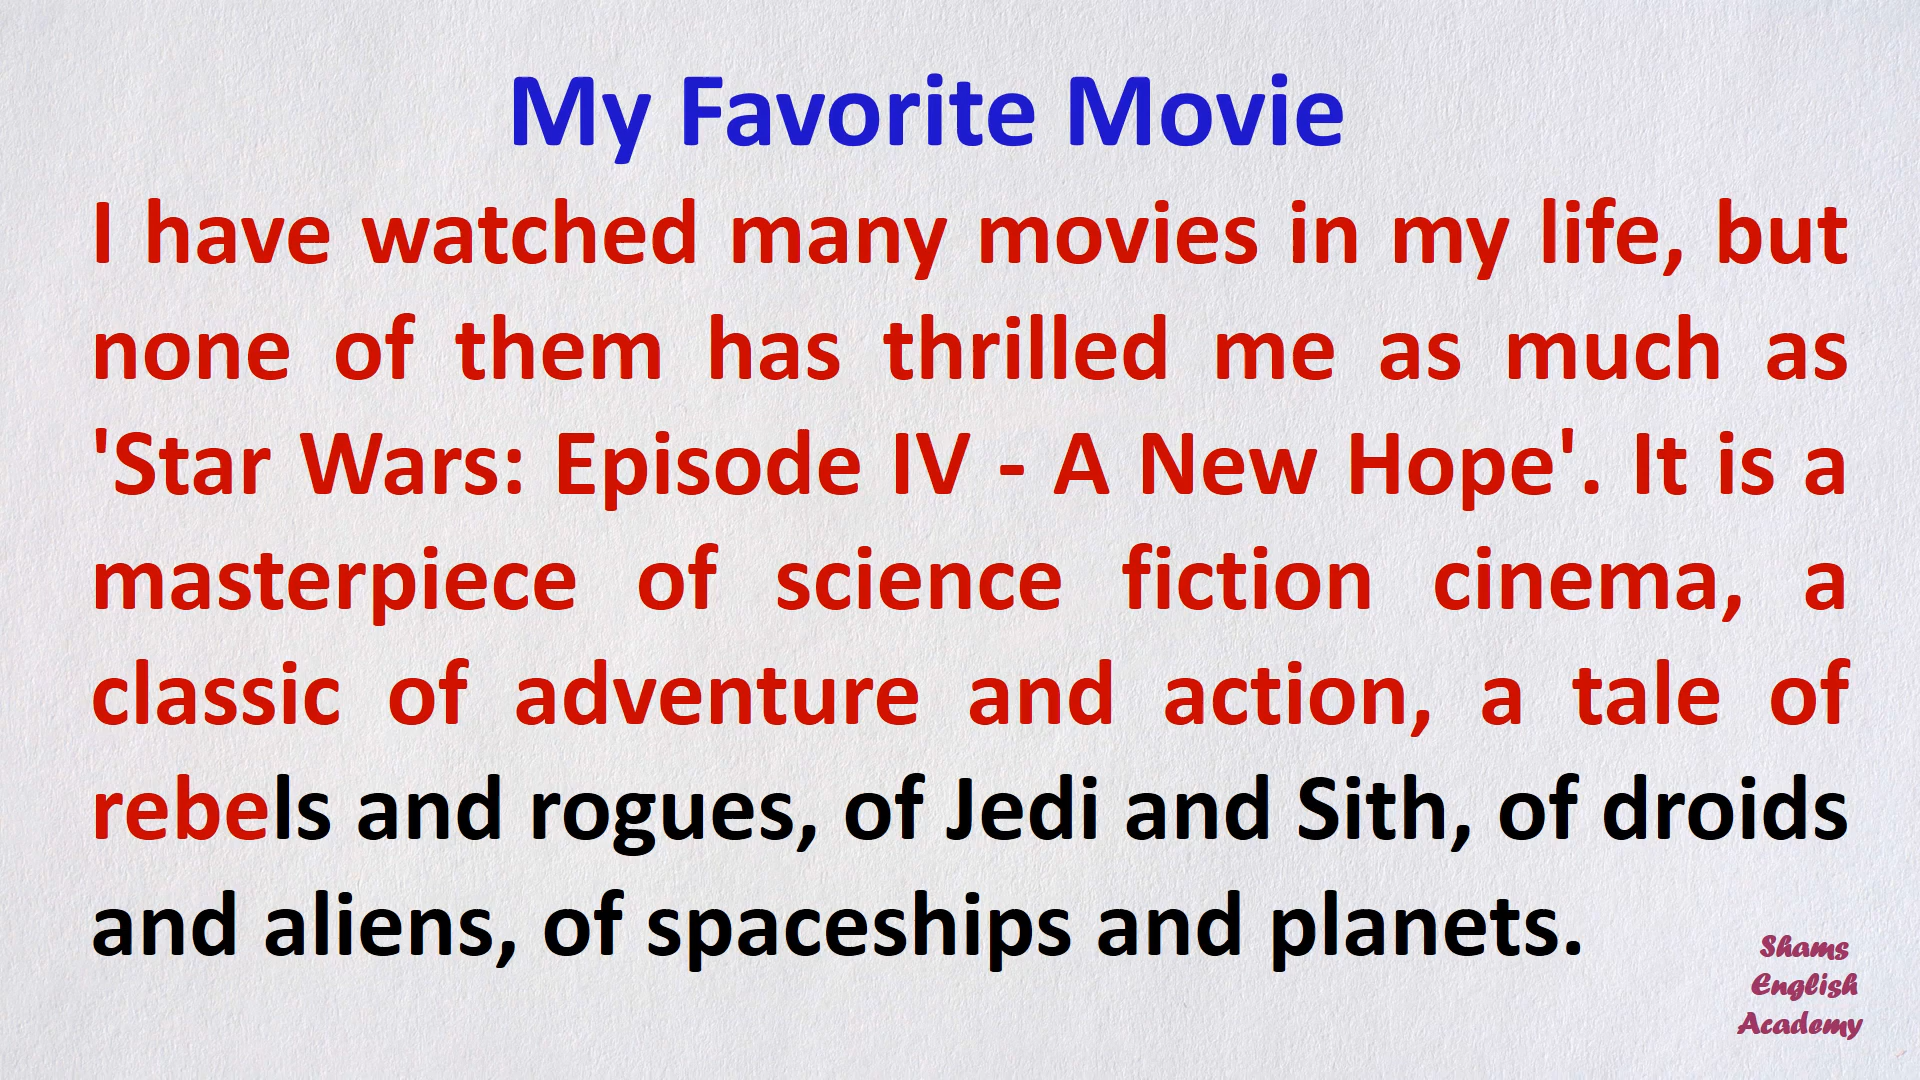 My Favorite Movie
I have watched many movies in my life, but
none of them has thrilled me as much as
'Star Wars: Episode IV - A New Hope'. It is a
masterpiece of science fiction cinema, a
classic of adventure and action, a tale of
rebels and rogues, of Jedi and Sith, of droids
and aliens, of spaceships and planets.
Shams
English
Academy